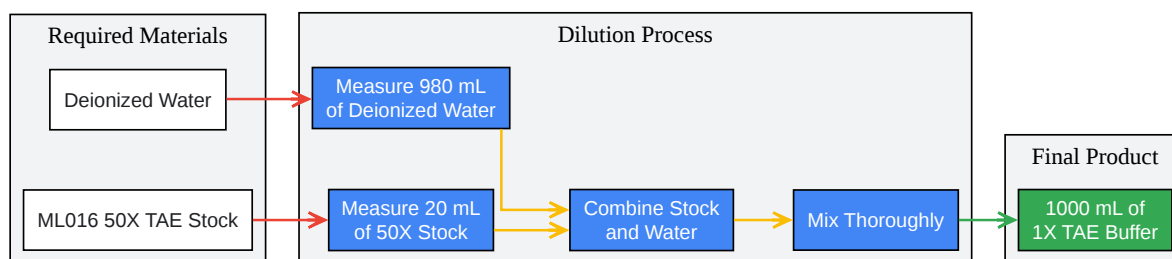 Required Materials
Deionized Water
ML016 50X TAE Stock
Dilution Process
Measure 980 mL
of Deionized Water
Measure 20 mL
of 50X Stock
Combine Stock
and Water
Mix Thoroughly
Final Product
1000 mL of
1X TAE Buffer